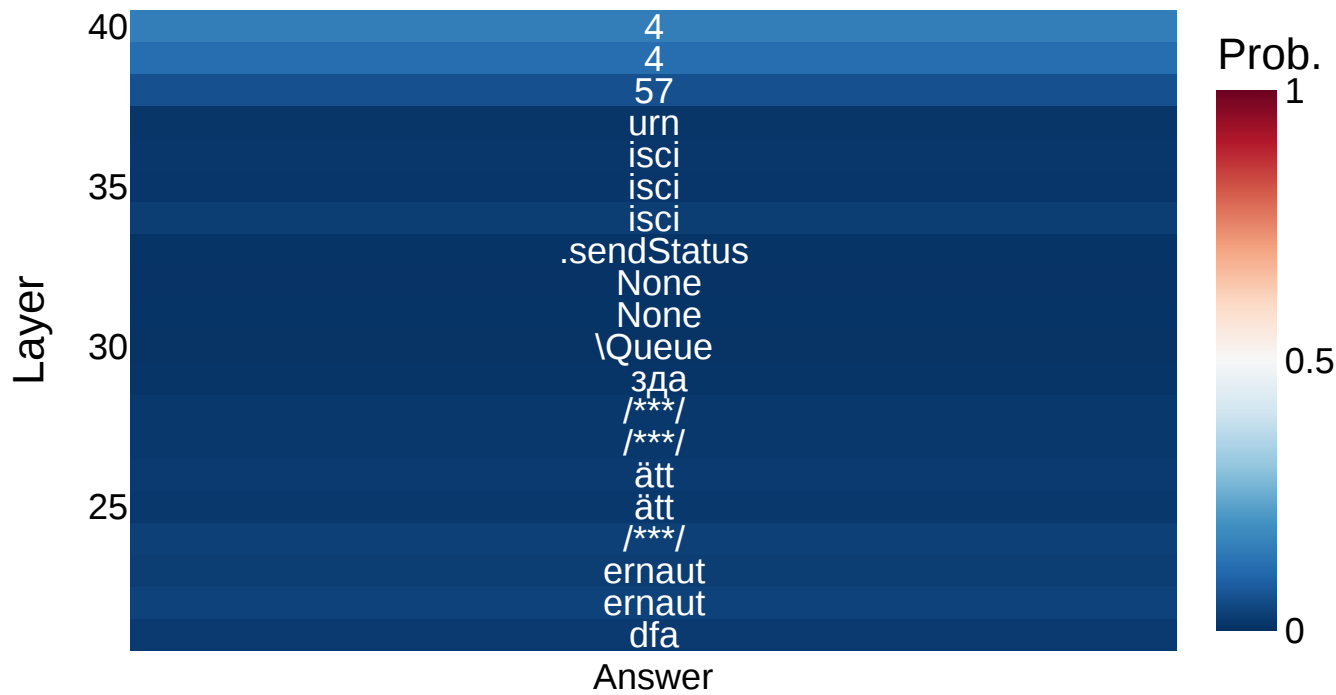 40
4
4
57
urn
isci
35
isci
isci
.sendStatus
None
None
30
\Queue
зда
/***/
/***/
ätt
25
ätt
/***/
ernaut
ernaut
dfa
Layer
Answer
Prob.
1
0.5
0